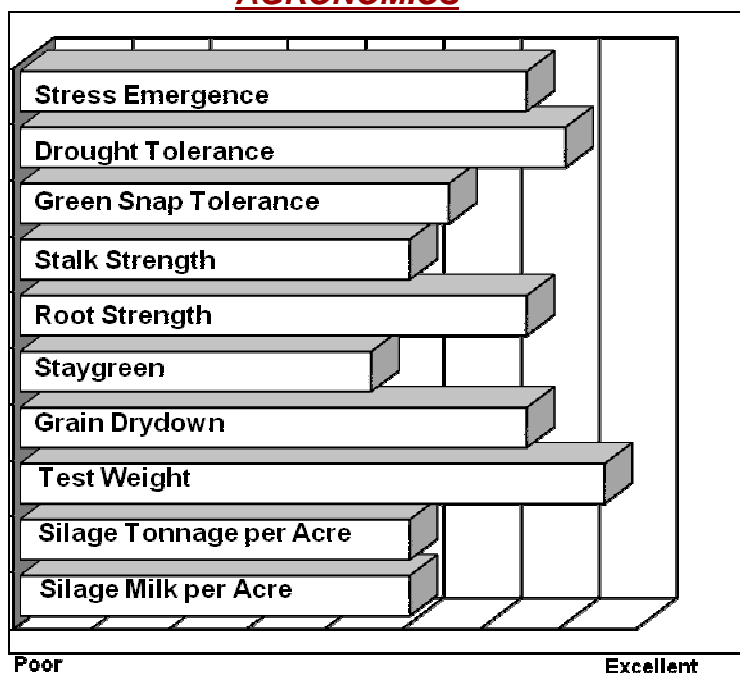 AGRONOMICS
Stress Emergence
Drought Tolerance
Green Snap Tolerance
Stalk Strength
Root Strength
Staygreen
Grain Drydown
Test Weight
Silage Tonnage per Acre
Silage Milk per Acre
Poor Excellent